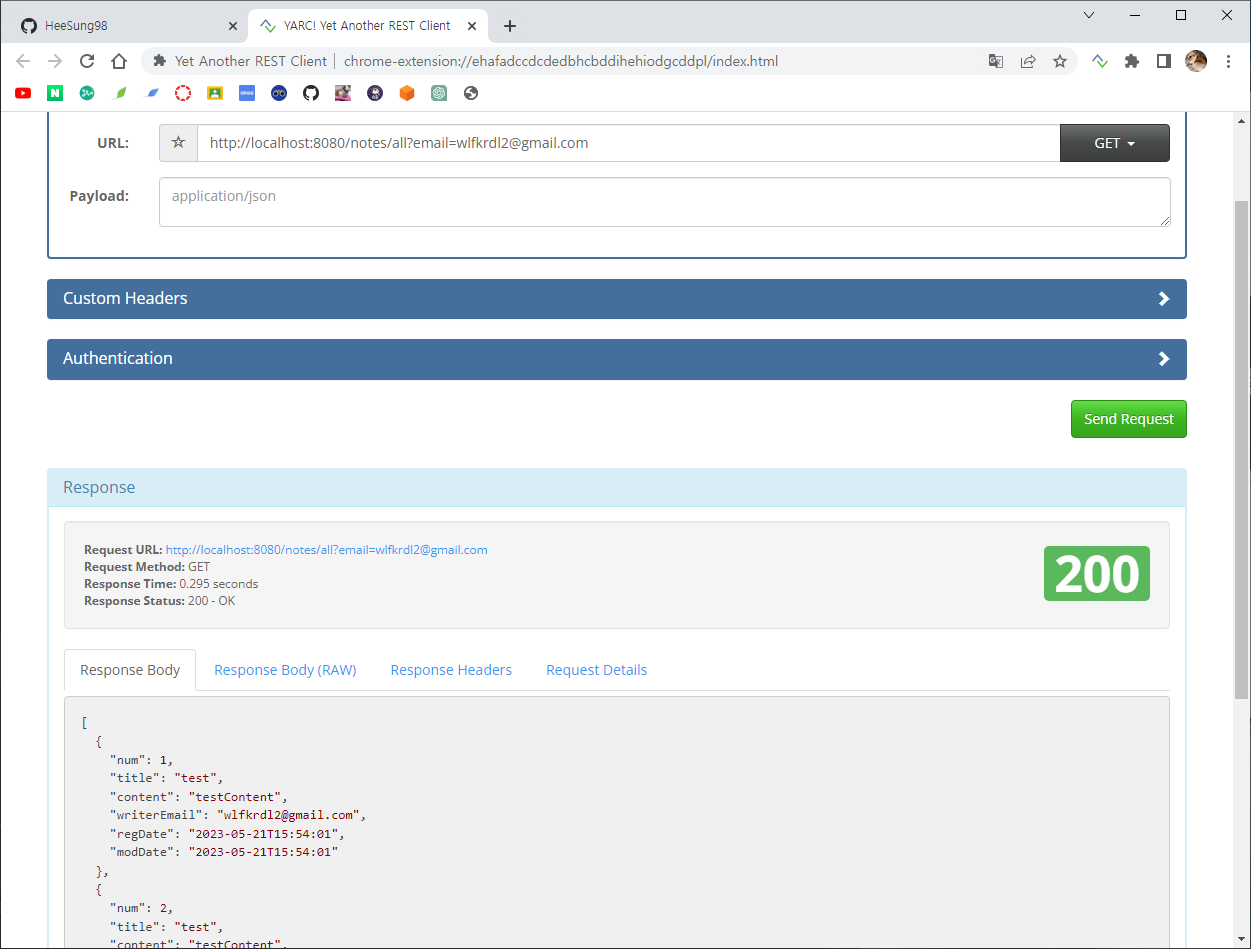 HeeSung98
YARC! Yet Another REST Client
Yet Another REST Client | chrome-extension://ehafadccdcdedbhcbddihehiodgcddpl/index.html
URL:
http://localhost:8080/notes/all?email=wlfkrdl2@gmail.com
GET
Payload:
application/json
Custom Headers
Authentication
Send Request
Response
Request URL: http://localhost:8080/notes/all?email=wlfkrdl2@gmail.com
Request Method: GET
Response Time: 0.295 seconds
Response Status: 200 - OK
200
Response Body
Response Body (RAW)
Response Headers
Request Details
[
{
"num": 1,
"title": "test",
"content": "testContent",
"writerEmail": "wlfkrdl2@gmail.com",
"regDate": "2023-05-21T15:54:01",
"modDate": "2023-05-21T15:54:01"
},
{
"num": 2,
"title": "test",
"content": "testContent",